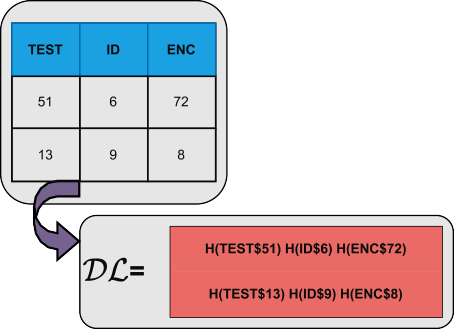 TEST ID ENC
51 6 72
13 9 8
𝒟ℒ=
H(TEST$51) H(ID$6) H(ENC$72)
H(TEST$13) H(ID$9) H(ENC$8)